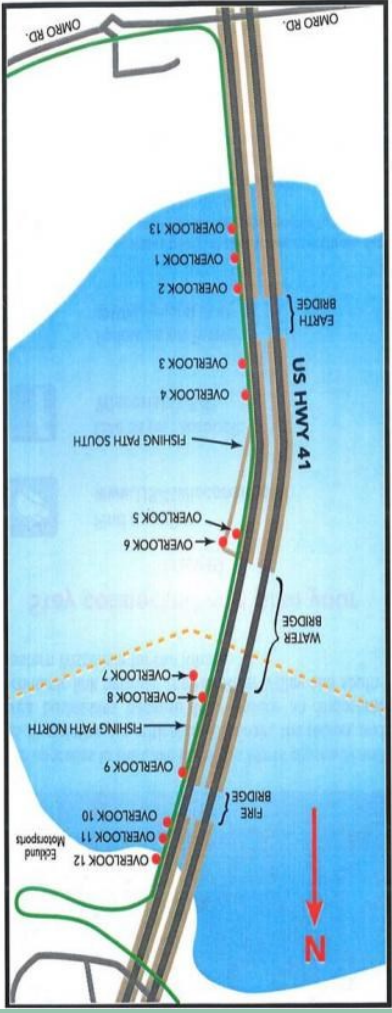 N
OVERLOOK 12
OVERLOOK 11
OVERLOOK 10
Ecklund
Motorsports
FIRE
BRIDGE
OVERLOOK 9
FISHING PATH NORTH
OVERLOOK 8
OVERLOOK 7
WATER
BRIDGE
OVERLOOK 6
OVERLOOK 5
FISHING PATH SOUTH
US HWY 41
OVERLOOK 4
OVERLOOK 3
EARTH
BRIDGE
OVERLOOK 2
OVERLOOK 1
OVERLOOK 13
OMRO RD.
OMRO RD.